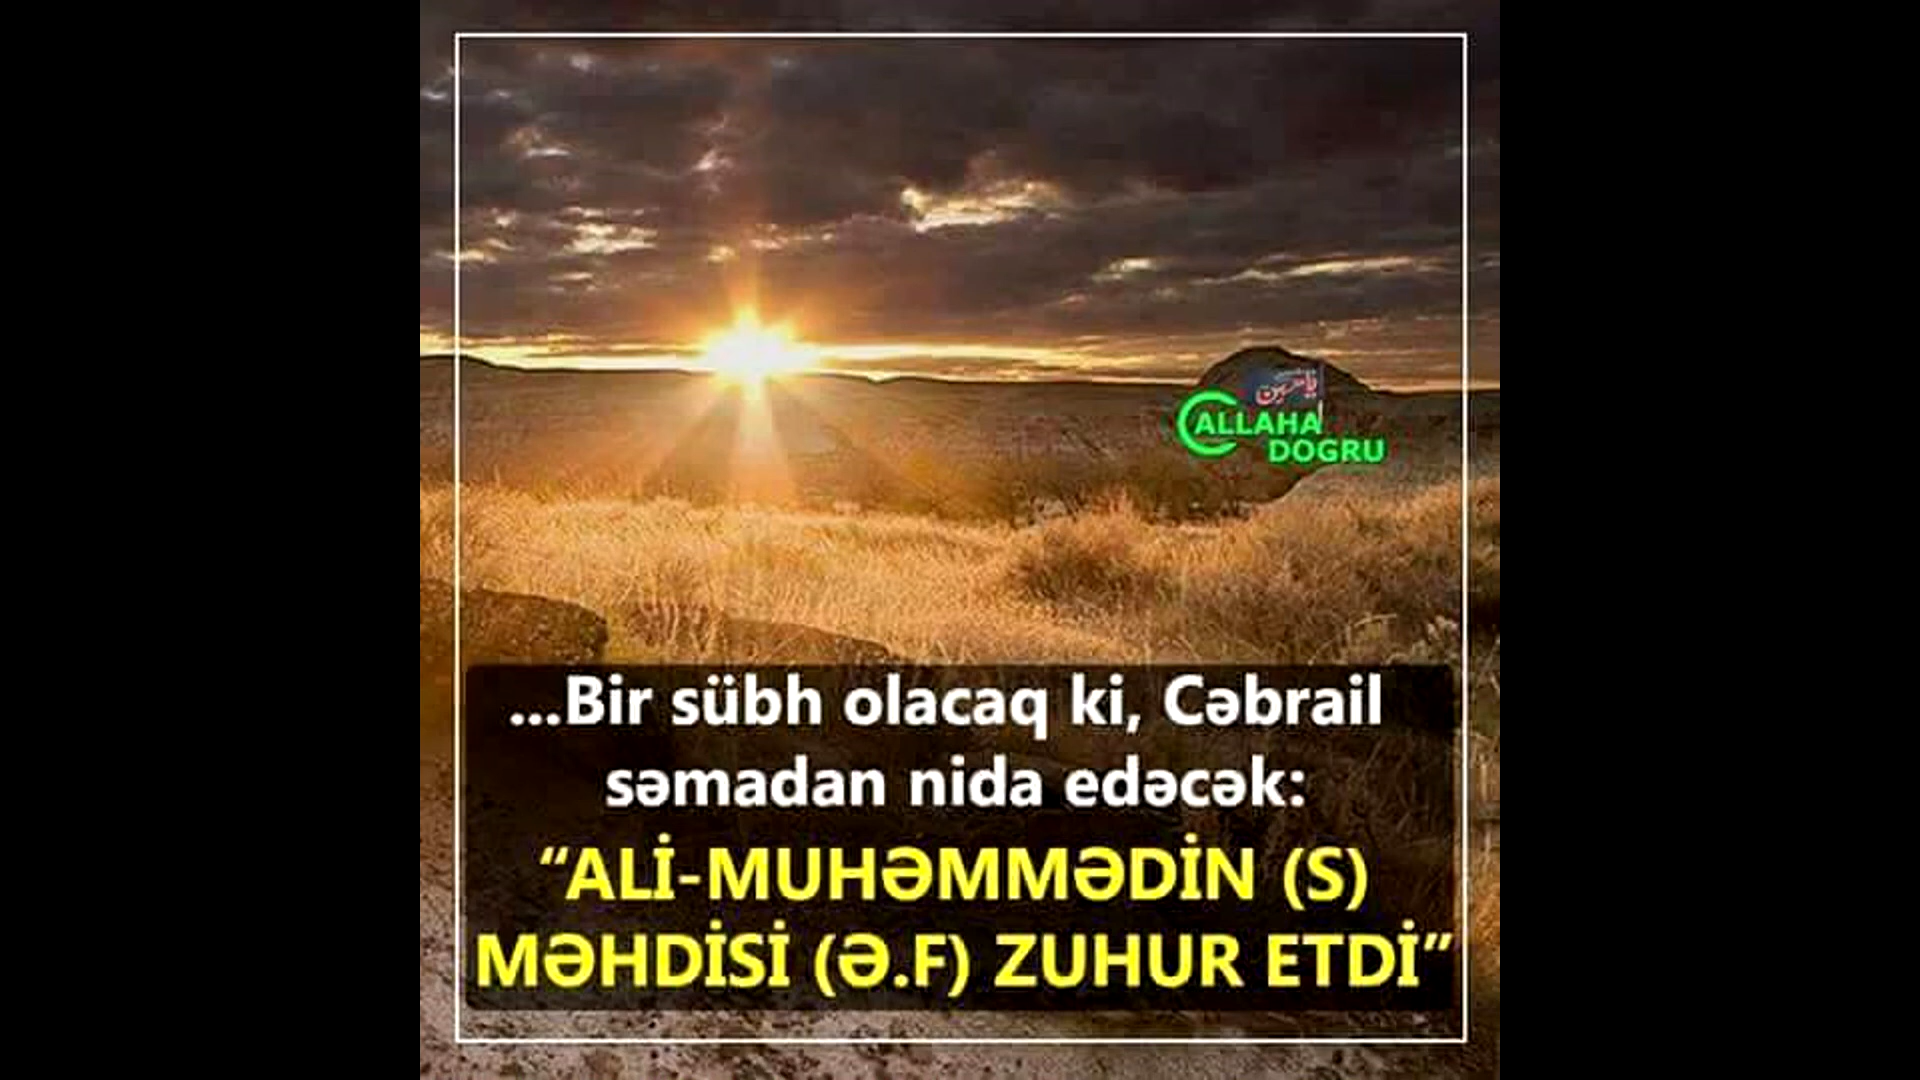 ALLAHA
DOGRU
...Bir sübh olacaq ki, Cəbrail
səmadan nida edəcək:
“ALİ-MUHƏMMƏDİN (S)
MƏHDİSİ (Ə.F) ZUHUR ETDİ”